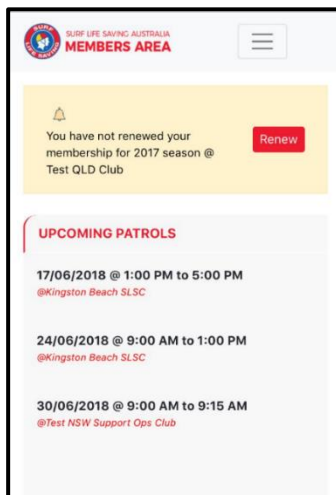 SURF LIFE SAVING AUSTRALIA
MEMBERS AREA
You have not renewed your
membership for 2017 season @
Test QLD Club
Renew
UPCOMING PATROLS
17/06/2018 @ 1:00 PM to 5:00 PM
@Kingston Beach SLSC
24/06/2018 @ 9:00 AM to 1:00 PM
@Kingston Beach SLSC
30/06/2018 @ 9:00 AM to 9:15 AM
@Test NSW Support Ops Club